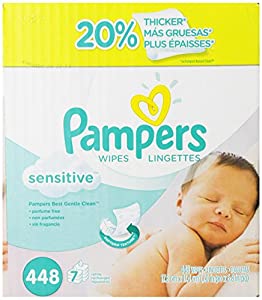 20% THICKER*
MÁS GRUESAS*
PLUS ÉPAISSES*
Pampers
WIPES LINGETTES
sensitive
Pampers Best Gentle Clean™
• perfume free
• non parfumées
• sin fragancia
448
7